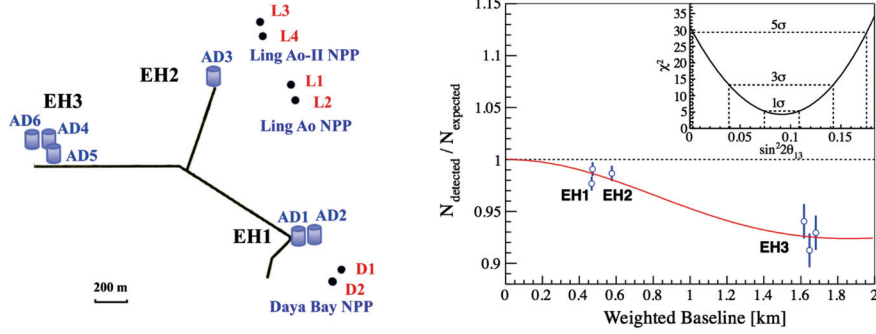 L3
L4
Ling Ao-II NPP
AD3
EH2
L1
L2
Ling Ao NPP
EH3
AD6
AD4
AD5
AD1
AD2
EH1
D1
D2
Daya Bay NPP
200 m
N_detected / N_expected
1.15
1.1
1.05
1
0.95
0.9
EH1
EH2
EH3
0 0.2 0.4 0.6 0.8 1 1.2 1.4 1.6 1.8 2
Weighted Baseline [km]
χ²
35
30
25
20
15
10
5
0
5σ
3σ
1σ
0 0.05 0.1 0.15
sin²2θ₁₃